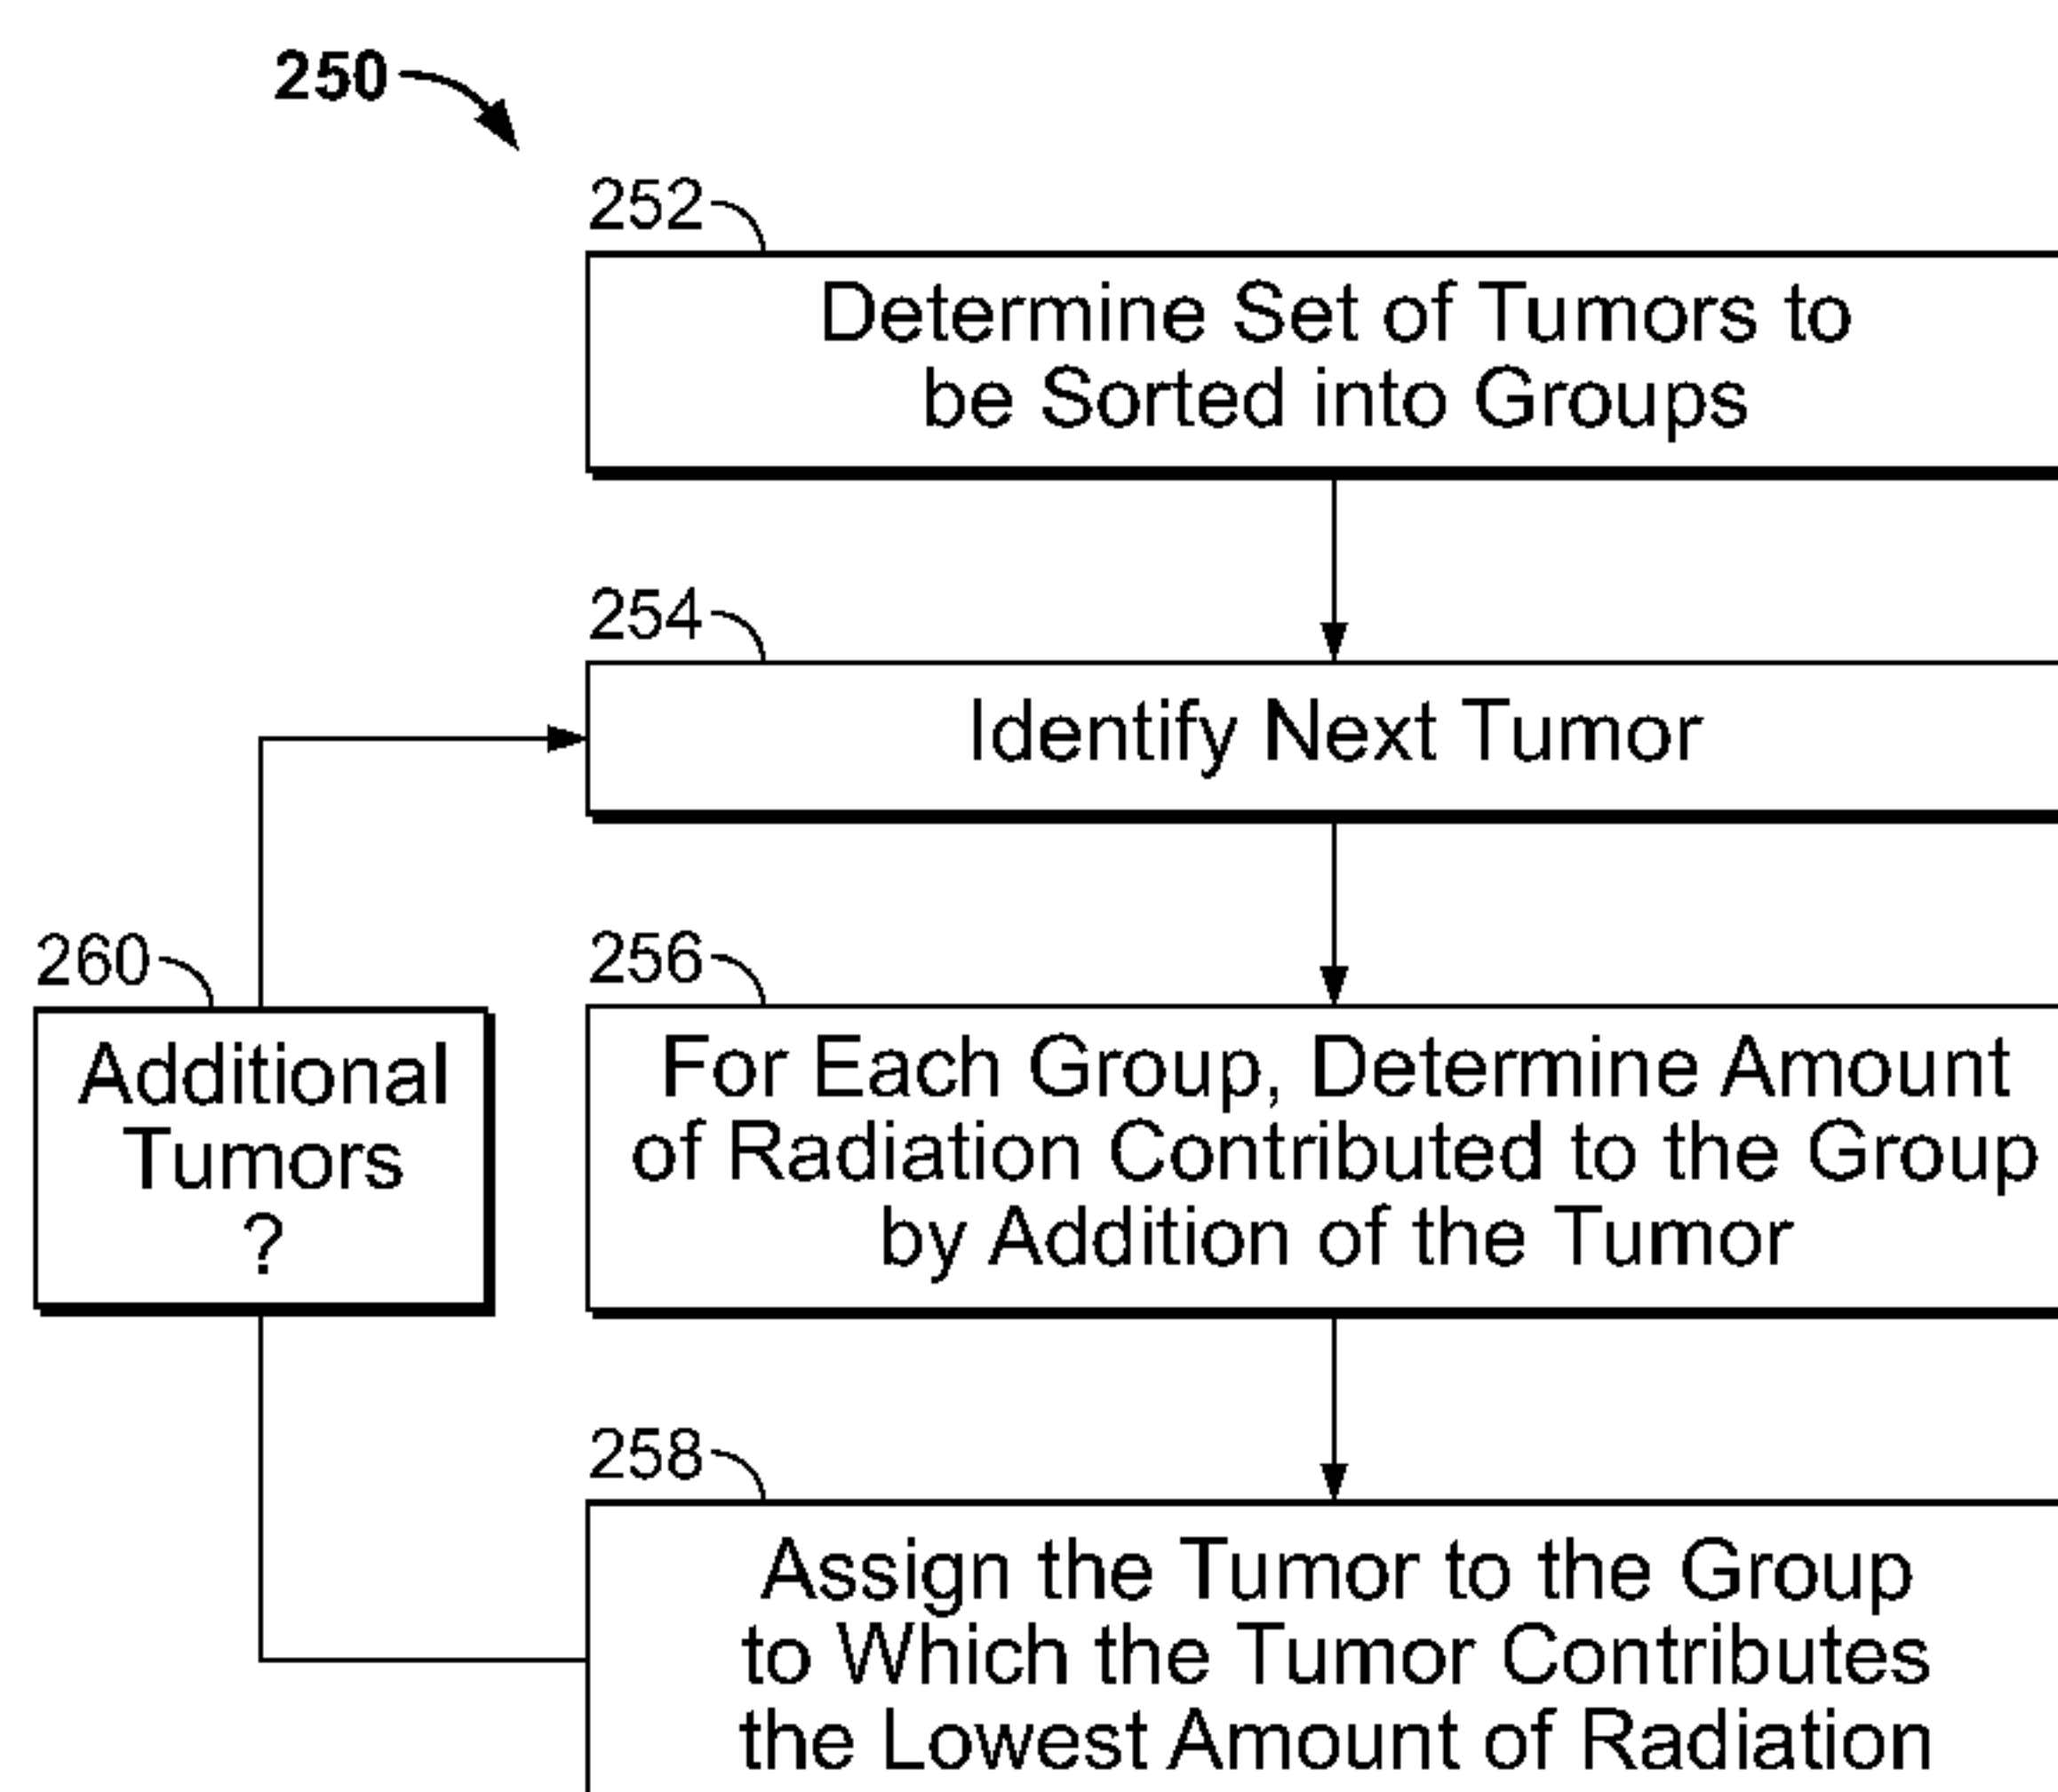 250
252
Determine Set of Tumors to
be Sorted into Groups
254
Identify Next Tumor
260
Additional
Tumors
?
256
For Each Group, Determine Amount
of Radiation Contributed to the Group
by Addition of the Tumor
258
Assign the Tumor to the Group
to Which the Tumor Contributes
the Lowest Amount of Radiation